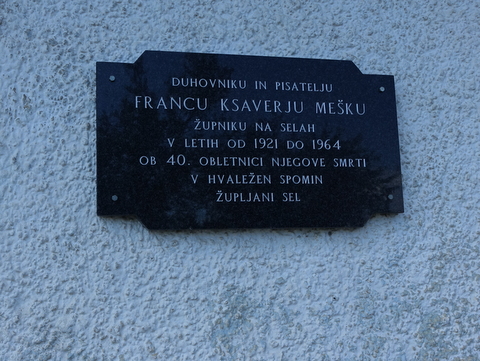 DUHOVNIKU IN PISATELJU
FRANCU KSAVERJU MEŠKU
ŽUPNIKU NA SELAH
V LETIH OD 1921 DO 1964
OB 40. OBLETNICI NJEGOVE SMRTI
V HVALEŽEN SPOMIN
ŽUPLJANI SEL